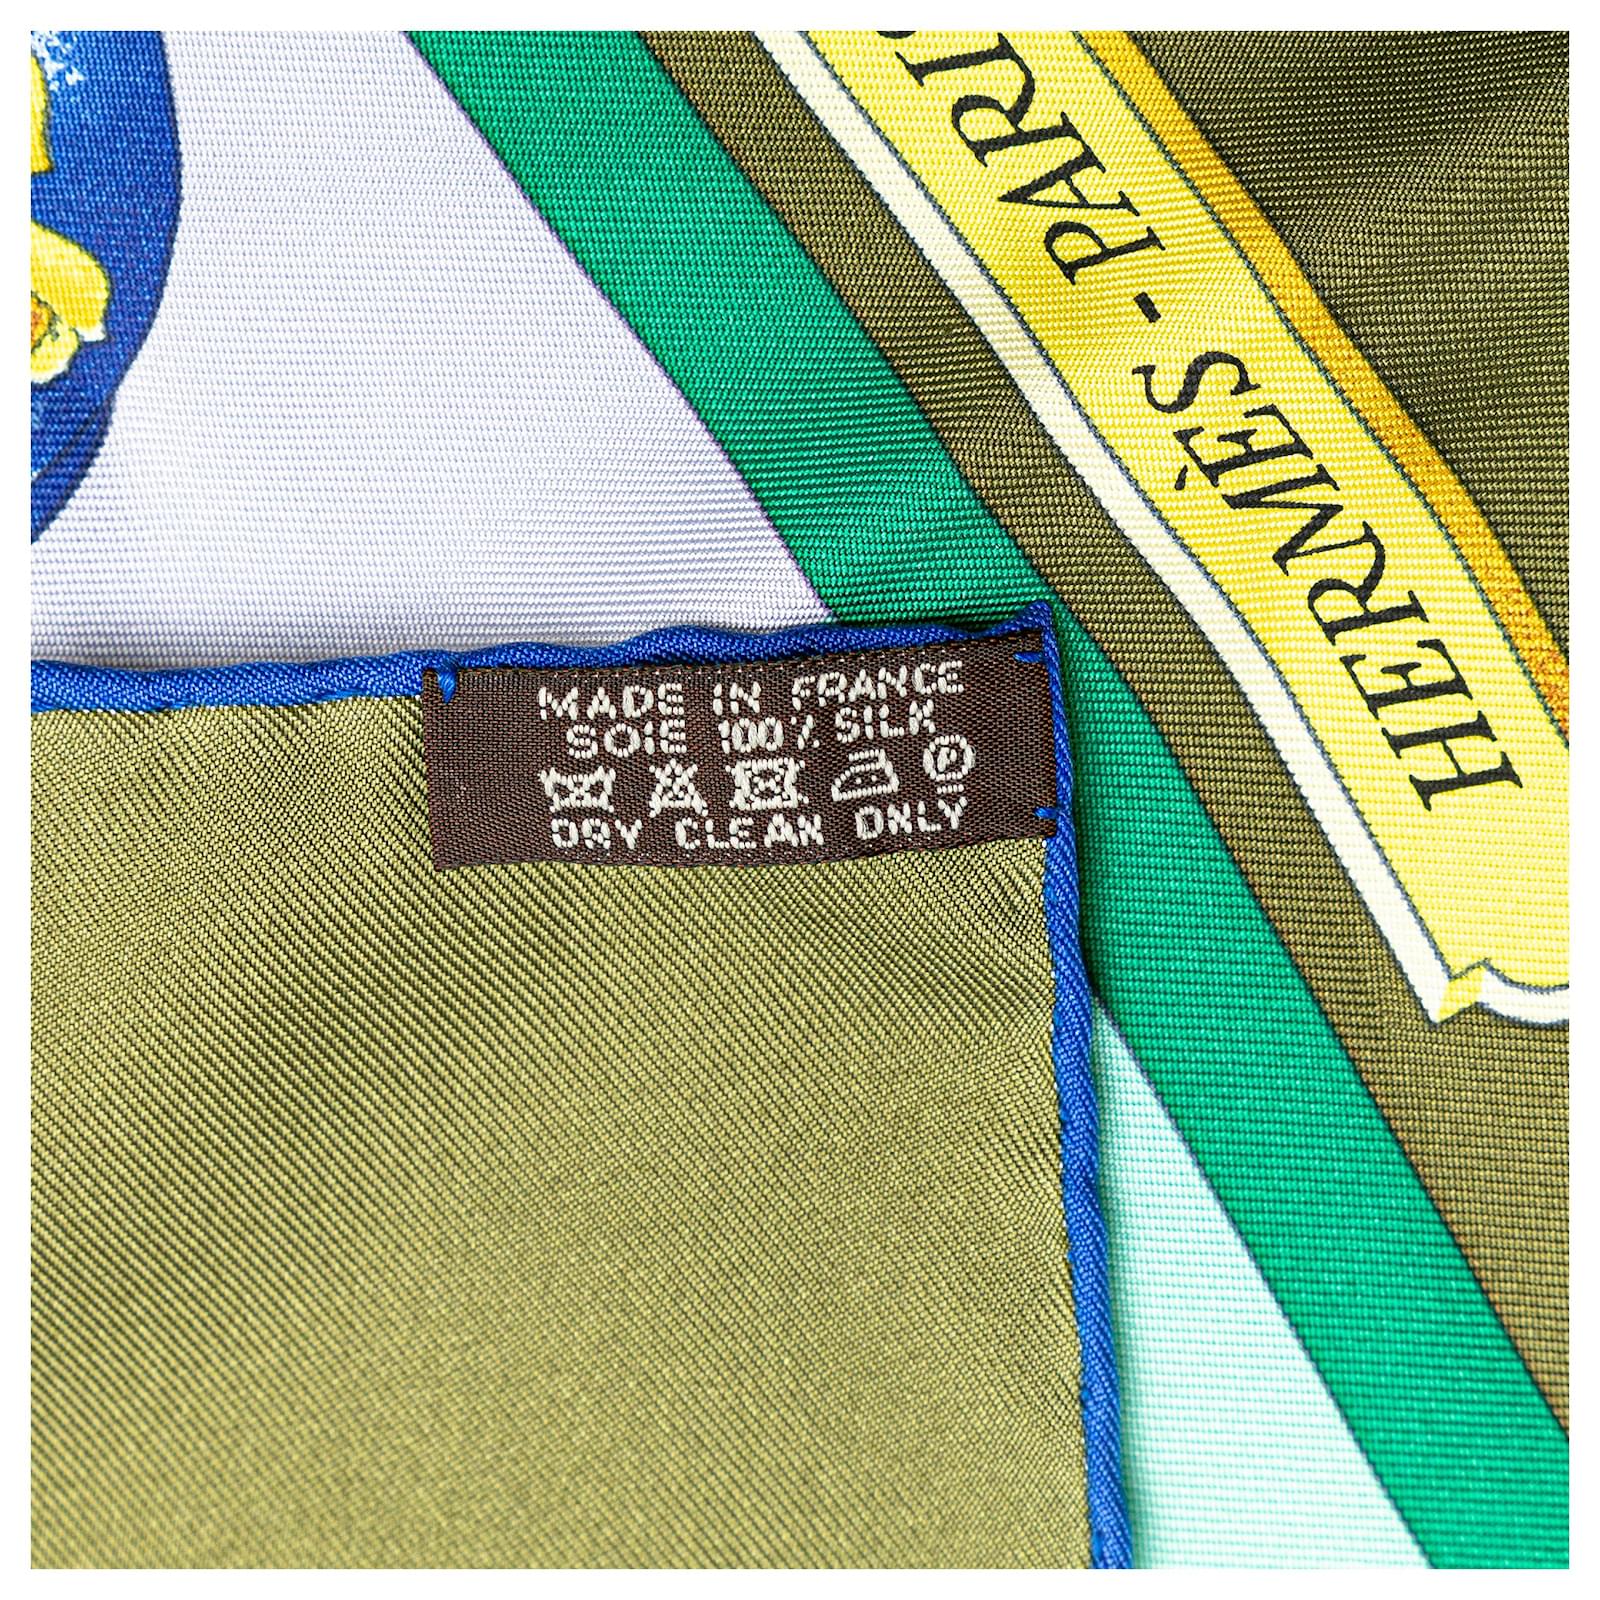 HERMÈS - PARIS
MADE IN FRANCE
SOIE 100% SILK
P
DRY CLEAN ONLY